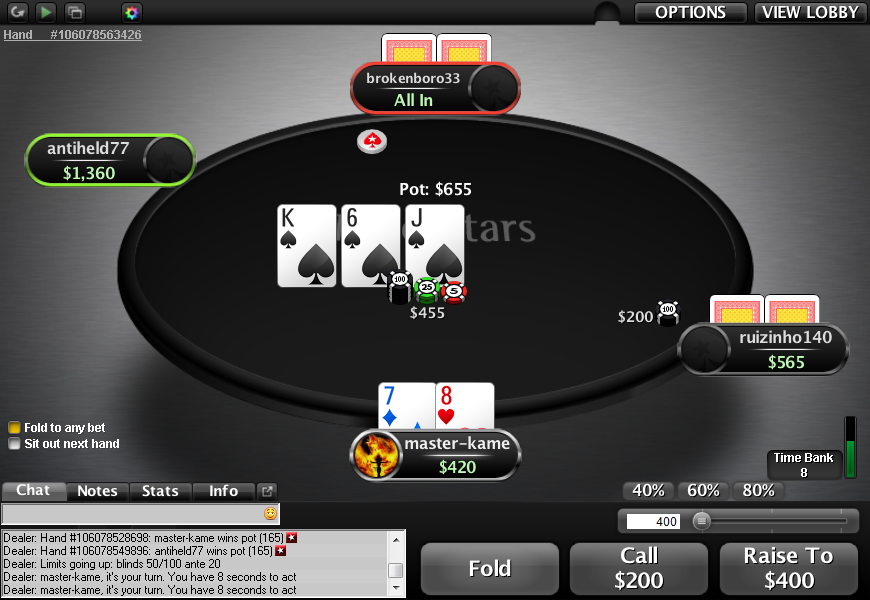 OPTIONS
VIEW LOBBY
Hand #106078563426
brokenboro33
All In
antiheld77
$1,360
Pot: $655
K
6
J
tars
100
25
5
$455
$200
100
ruizinho140
$565
7
8
master-kame
$420
Fold to any bet
Sit out next hand
Time Bank
8
Chat
Notes
Stats
Info
40%
60%
80%
400
Dealer: Hand #106078528698: master-kame wins pot (165)
Dealer: Hand #106078549896: antiheld77 wins pot (165)
Dealer: Limits going up: blinds 50/100 ante 20
Dealer: master-kame, it's your turn. You have 8 seconds to act
Dealer: master-kame, it's your turn. You have 8 seconds to act
Fold
Call
$200
Raise To
$400